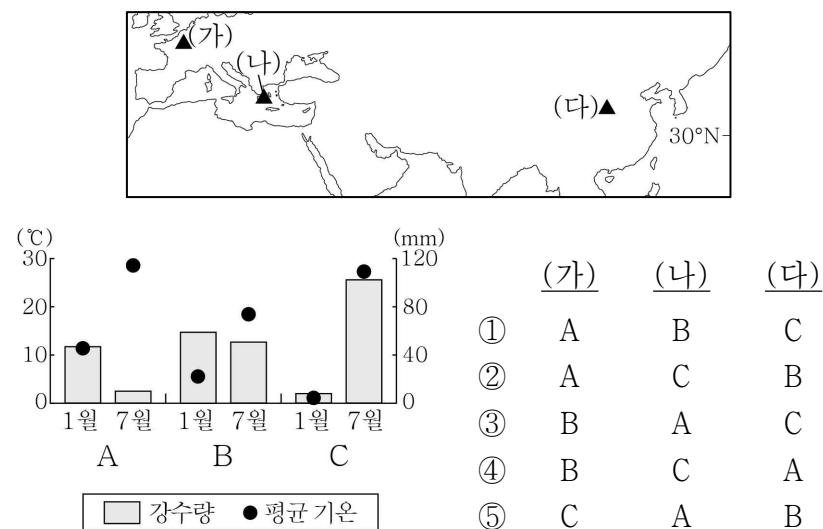 (가)
(나)
(다)
30°N
(℃) (mm)
30 120
20 80
10 40
0 0
1월 7월 1월 7월 1월 7월
A B C
강수량 평균 기온
(가) (나) (다)
① A B C
② A C B
③ B A C
④ B C A
⑤ C A B